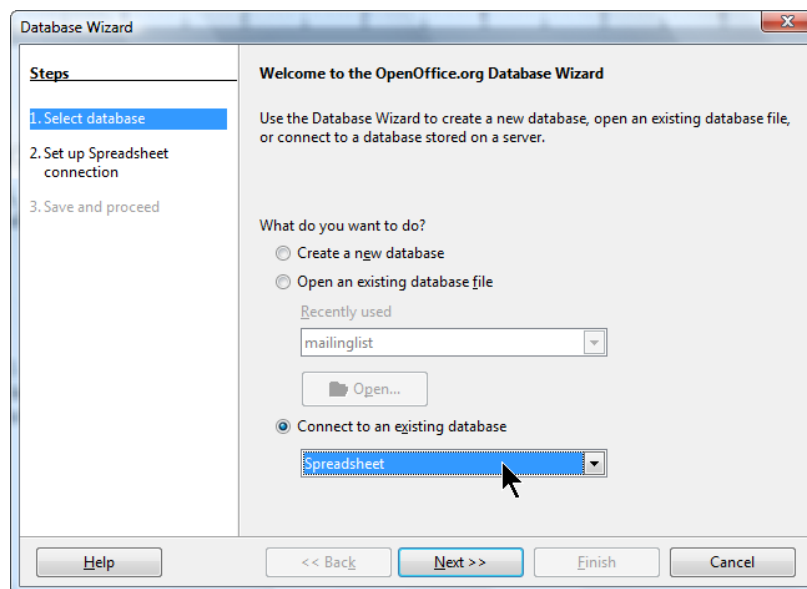 Database Wizard
Steps
1. Select database
2. Set up Spreadsheet
connection
3. Save and proceed
Welcome to the OpenOffice.org Database Wizard
Use the Database Wizard to create a new database, open an existing database file,
or connect to a database stored on a server.
What do you want to do?
Create a new database
Open an existing database file
Recently used
mailinglist
Open...
Connect to an existing database
Spreadsheet
Help
<< Back
Next >>
Finish
Cancel